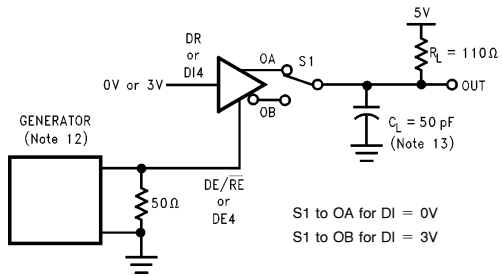 5V
DR
or
DI4
OA
S1
R_L = 110Ω
0V or 3V
OUT
OB
GENERATOR
(Note 12)
C_L = 50 pF
(Note 13)
50Ω
DE/R̅E̅
or
DE4
S1 to OA for DI = 0V
S1 to OB for DI = 3V